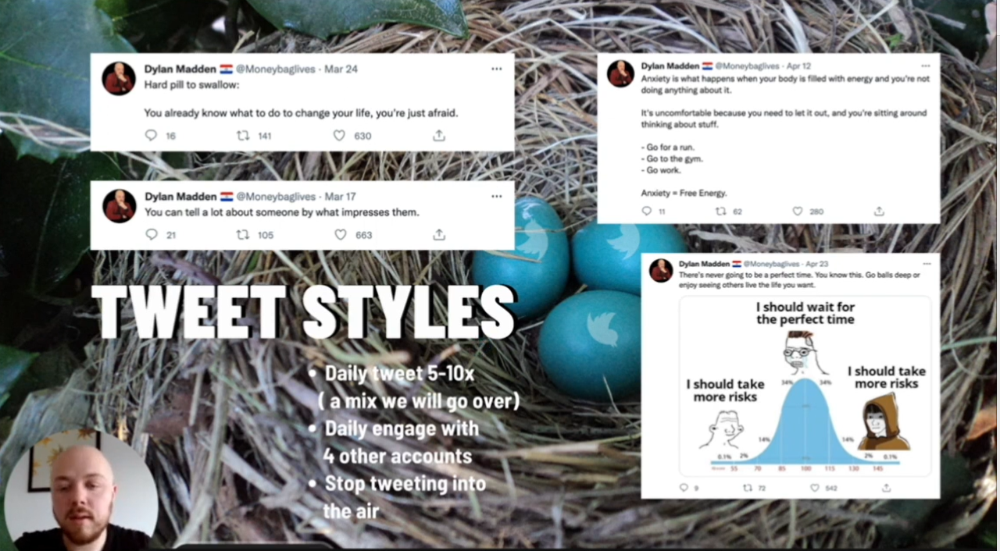 Dylan Madden 🇵🇾 @Moneybaglives · Mar 24
Hard pill to swallow:
You already know what to do to change your life, you're just afraid.
16 141 630
Dylan Madden 🇵🇾 @Moneybaglives · Mar 17
You can tell a lot about someone by what impresses them.
21 105 663
TWEET STYLES
• Daily tweet 5-10x
( a mix we will go over)
• Daily engage with
4 other accounts
• Stop tweeting into
the air
Dylan Madden 🇵🇾 @Moneybaglives · Apr 12
Anxiety is what happens when your body is filled with energy and you're not
doing anything about it.
It's uncomfortable because you need to let it out, and you're sitting around
thinking about stuff.
- Go for a run.
- Go to the gym.
- Go work.
Anxiety = Free Energy.
11 62 280
Dylan Madden 🇵🇾 @Moneybaglives · Apr 23
There's never going to be a perfect time. You know this. Go balls deep or
enjoy seeing others live the life you want.
I should wait for
the perfect time
I should take
more risks
I should take
more risks
34% 34%
14% 14%
0.1% 2% 2% 0.1%
55 70 85 100 115 130 145
9 72 542